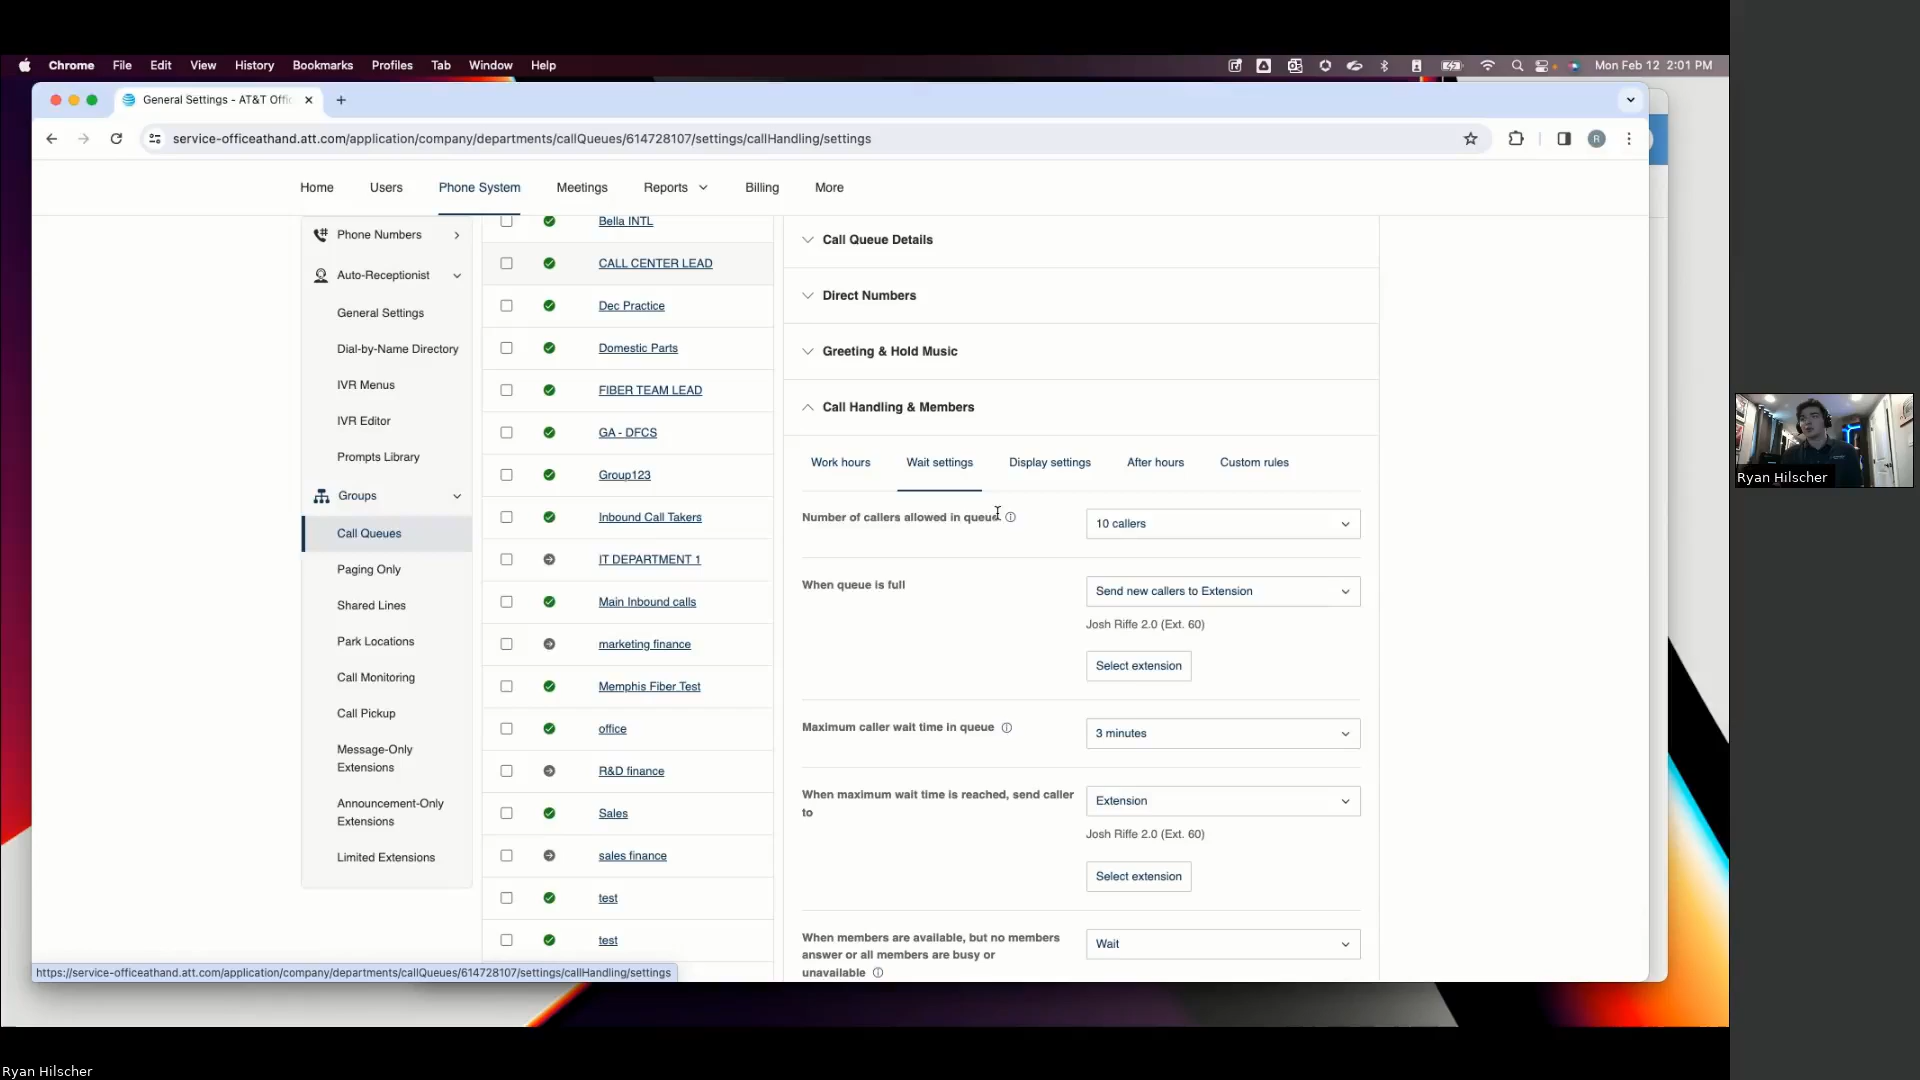 Chrome File Edit View History Bookmarks Profiles Tab Window Help Mon Feb 12 2:01 PM
General Settings - AT&T Offic
service-officeathand.att.com/application/company/departments/callQueues/614728107/settings/callHandling/settings
R
Home Users Phone System Meetings Reports Billing More
Phone Numbers
Auto-Receptionist
General Settings
Dial-by-Name Directory
IVR Menus
IVR Editor
Prompts Library
Groups
Call Queues
Paging Only
Shared Lines
Park Locations
Call Monitoring
Call Pickup
Message-Only
Extensions
Announcement-Only
Extensions
Limited Extensions
Bella INTL
CALL CENTER LEAD
Dec Practice
Domestic Parts
FIBER TEAM LEAD
GA - DFCS
Group123
Inbound Call Takers
IT DEPARTMENT 1
Main Inbound calls
marketing finance
Memphis Fiber Test
office
R&D finance
Sales
sales finance
test
test
Call Queue Details
Direct Numbers
Greeting & Hold Music
Call Handling & Members
Work hours Wait settings Display settings After hours Custom rules
Number of callers allowed in queue
10 callers
When queue is full
Send new callers to Extension
Josh Riffe 2.0 (Ext. 60)
Select extension
Maximum caller wait time in queue
3 minutes
When maximum wait time is reached, send caller
to
Extension
Josh Riffe 2.0 (Ext. 60)
Select extension
When members are available, but no members
answer or all members are busy or
unavailable
Wait
https://service-officeathand.att.com/application/company/departments/callQueues/614728107/settings/callHandling/settings
Ryan Hilscher
Ryan Hilscher